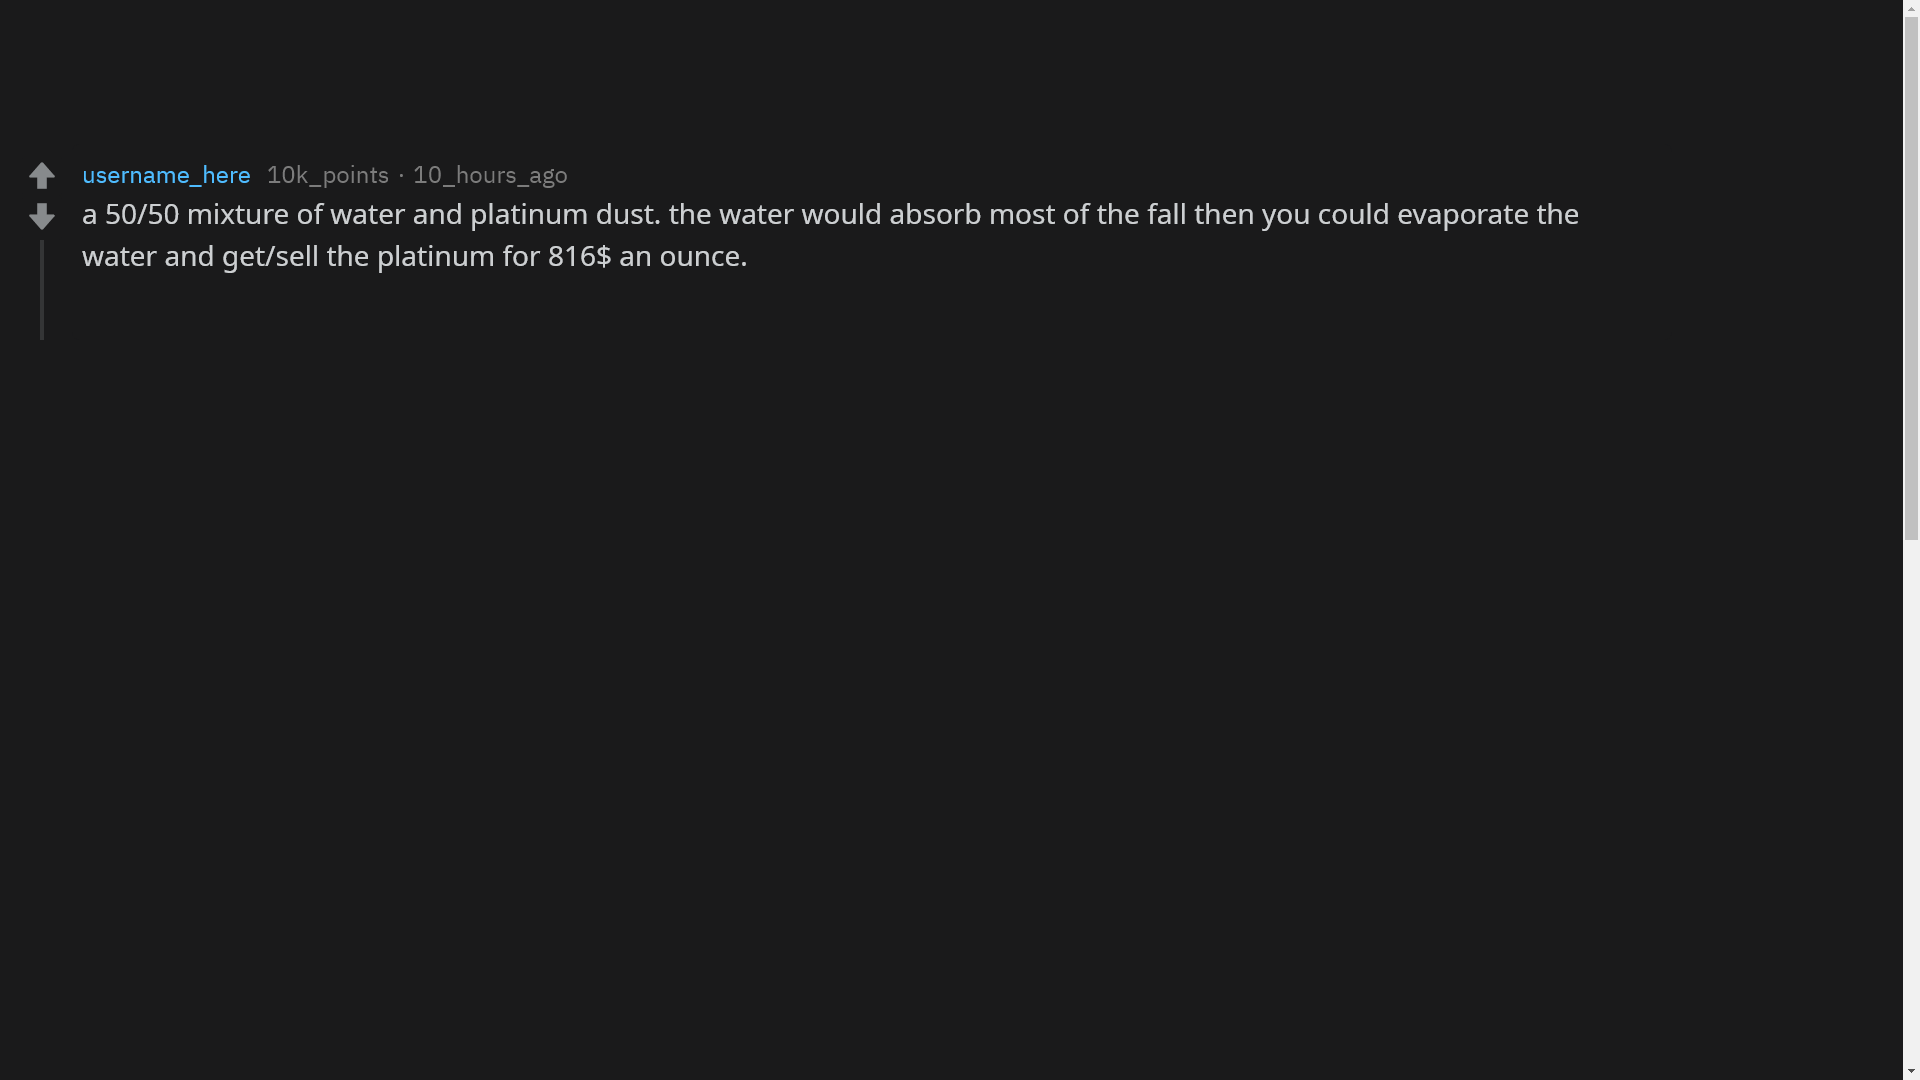 username_here 10k_points · 10_hours_ago
a 50/50 mixture of water and platinum dust. the water would absorb most of the fall then you could evaporate the
water and get/sell the platinum for 816$ an ounce.